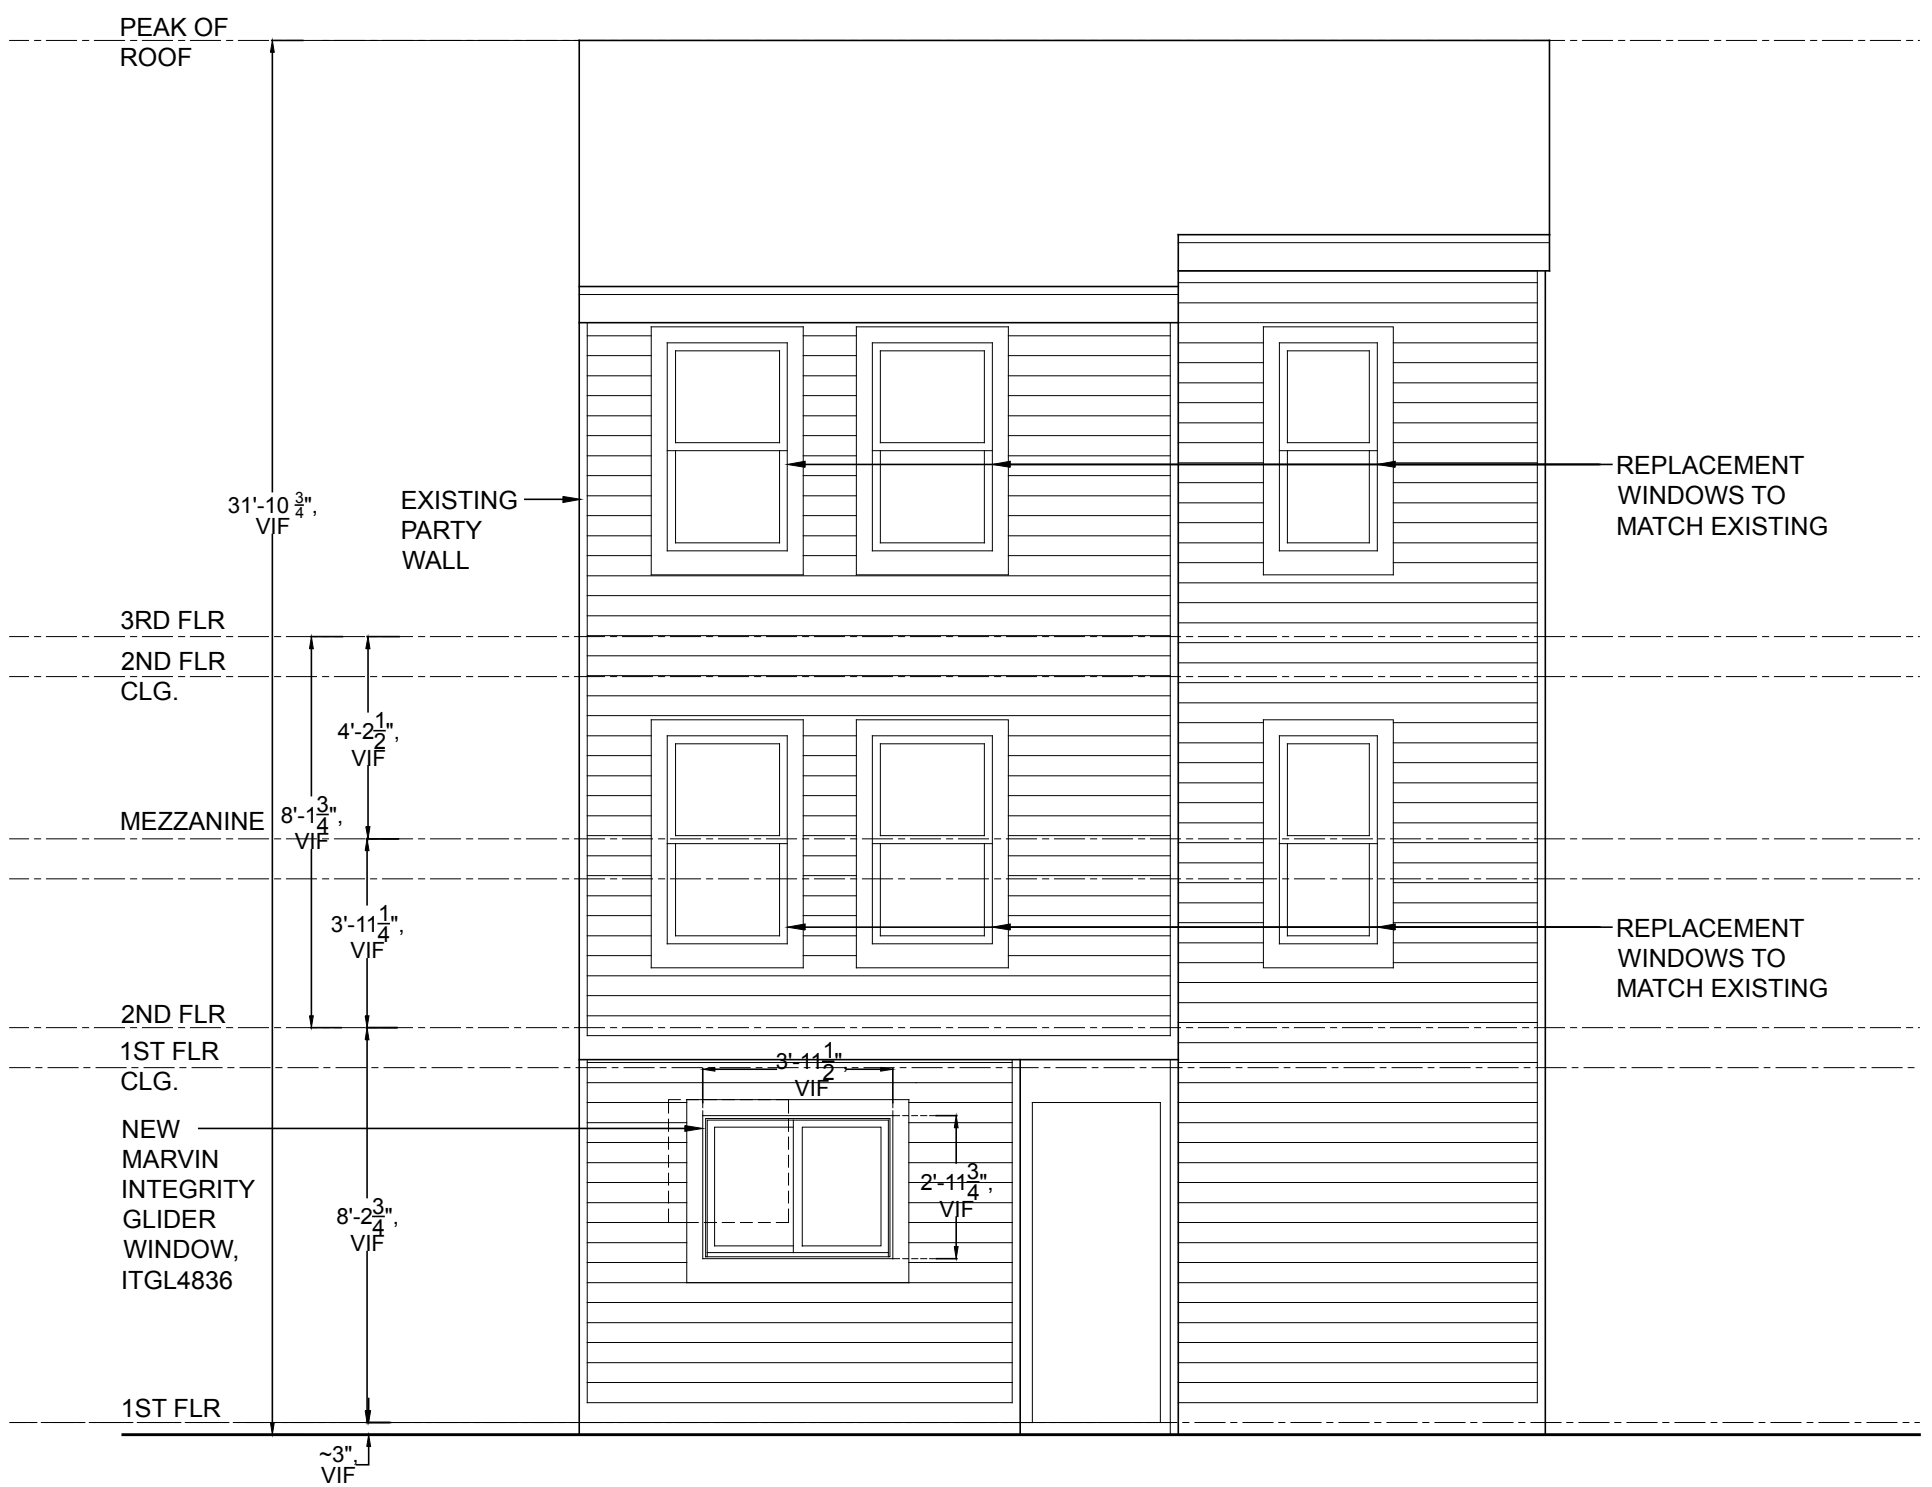 PEAK OF
ROOF
31'-10 3/4",
VIF
EXISTING
PARTY
WALL
REPLACEMENT
WINDOWS TO
MATCH EXISTING
3RD FLR
2ND FLR
CLG.
4'-2 1/2",
VIF
MEZZANINE
8'-1 3/4",
VIF
3'-11 1/4",
VIF
REPLACEMENT
WINDOWS TO
MATCH EXISTING
2ND FLR
1ST FLR
CLG.
3'-11 1/2",
VIF
NEW
MARVIN
INTEGRITY
GLIDER
WINDOW,
ITGL4836
2'-11 3/4",
VIF
8'-2 3/4",
VIF
1ST FLR
~3",
VIF